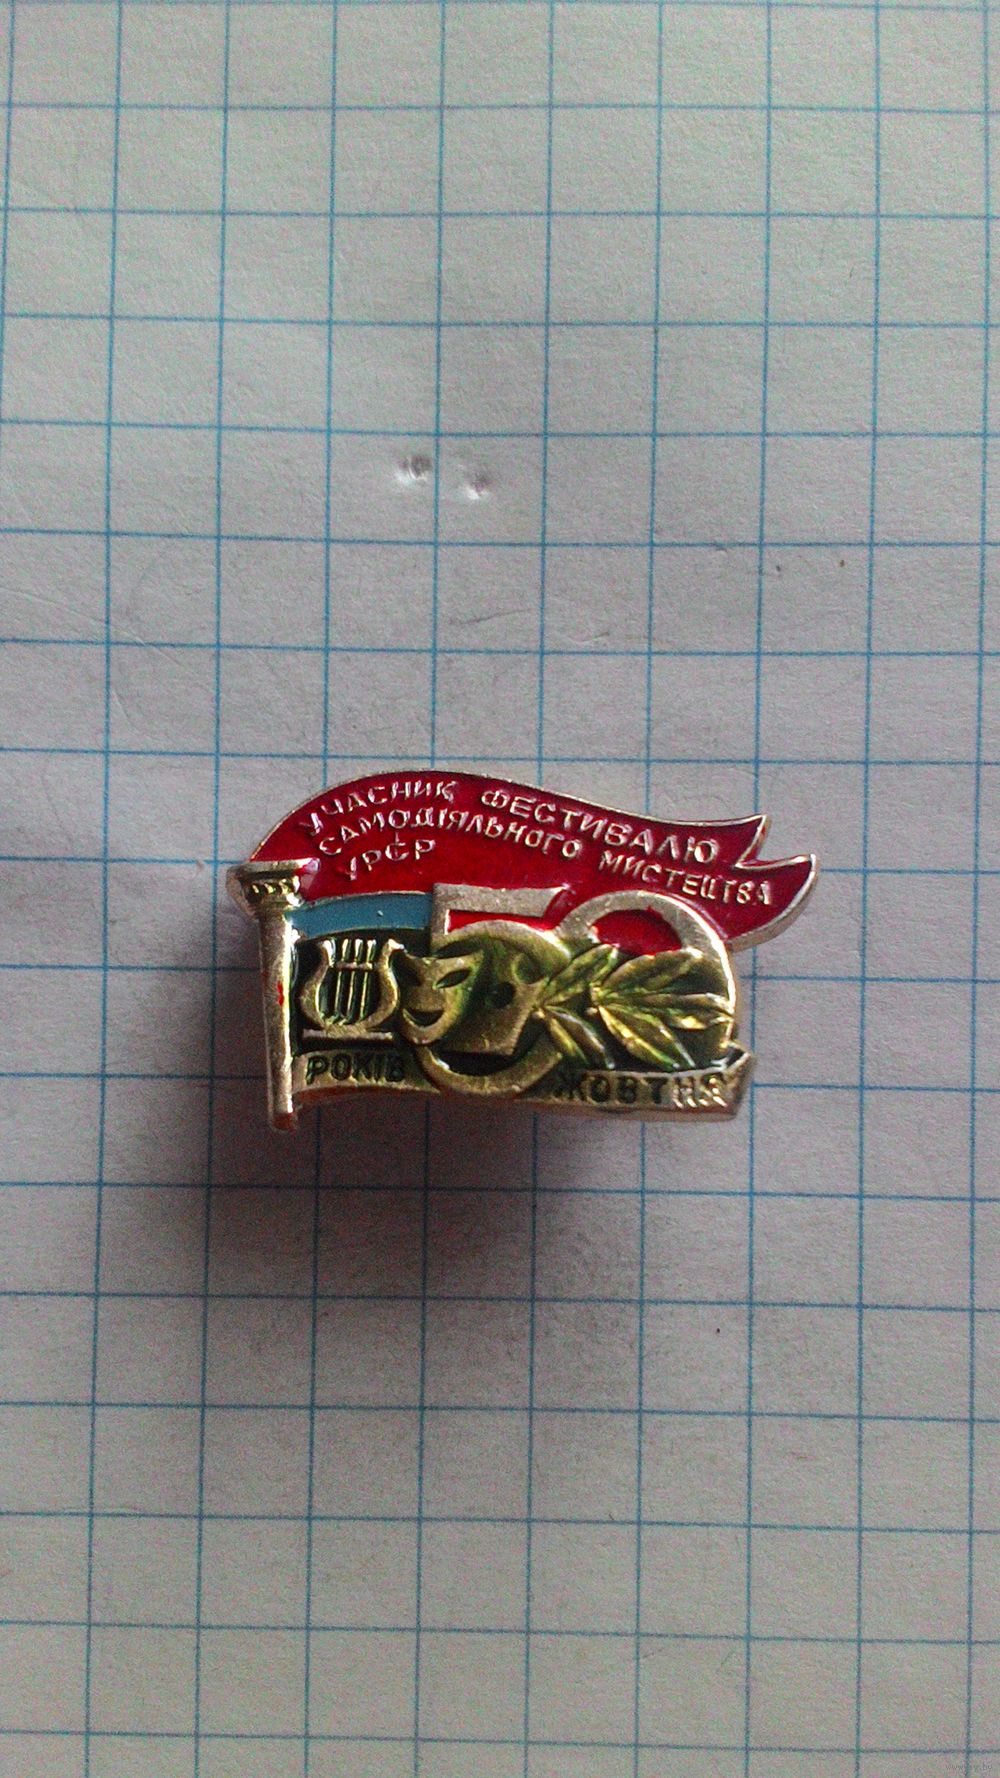 УЧАСНИК ФЕСТИВАЛЮ
САМОДІЯЛЬНОГО МИСТЕЦТВА
УРСР
50
РОКІВ ЖОВТНЯ